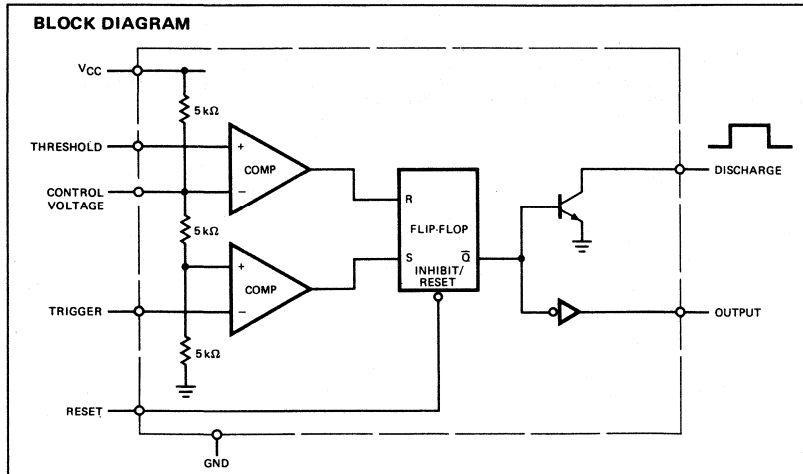 BLOCK DIAGRAM
VCC
5 kΩ
THRESHOLD
+
COMP
CONTROL
VOLTAGE
−
R
FLIP-FLOP
DISCHARGE
5 kΩ
+
COMP
S
Q̅
INHIBIT/
RESET
TRIGGER
−
OUTPUT
5 kΩ
RESET
GND